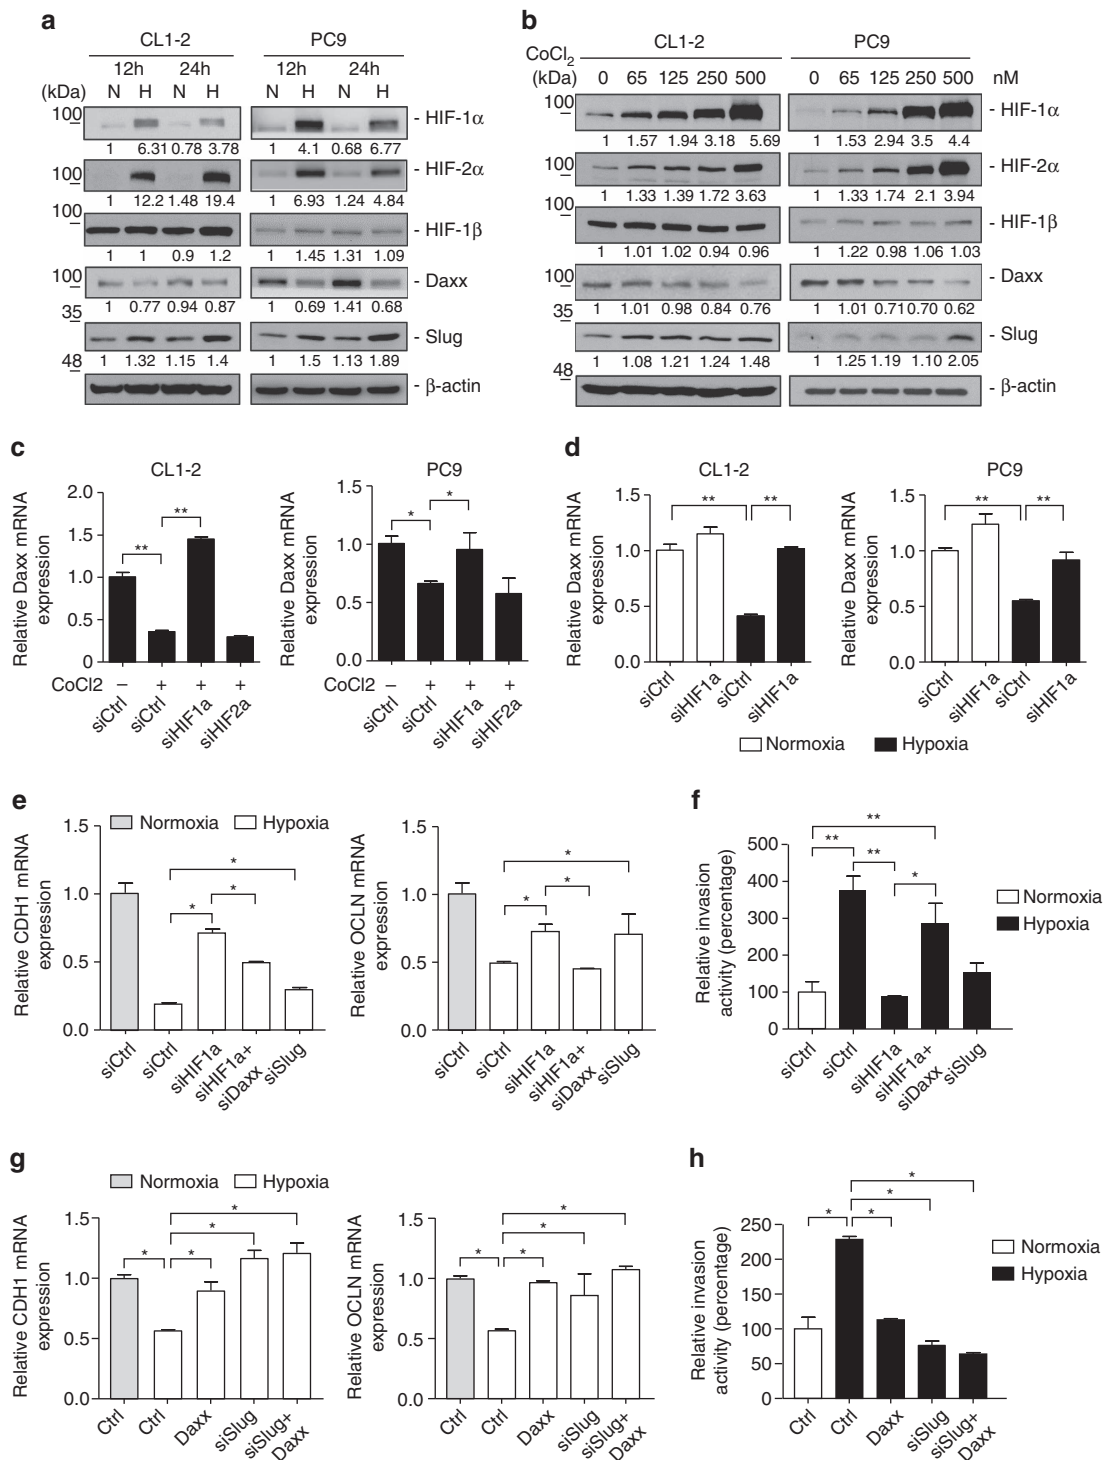 a
CL1-2 PC9
12h 24h 12h 24h
(kDa) N H N H N H N H
100 - HIF-1α
1 6.31 0.78 3.78 1 4.1 0.68 6.77
100 - HIF-2α
1 12.2 1.48 19.4 1 6.93 1.24 4.84
100 - HIF-1β
1 1 0.9 1.2 1 1.45 1.31 1.09
100 - Daxx
1 0.77 0.94 0.87 1 0.69 1.41 0.68
35 - Slug
1 1.32 1.15 1.4 1 1.5 1.13 1.89
48 - β-actin
b
CL1-2 PC9
CoCl2
(kDa) 0 65 125 250 500 0 65 125 250 500 nM
100 - HIF-1α
1 1.57 1.94 3.18 5.69 1 1.53 2.94 3.5 4.4
100 - HIF-2α
1 1.33 1.39 1.72 3.63 1 1.33 1.74 2.1 3.94
100 - HIF-1β
1 1.01 1.02 0.94 0.96 1 1.22 0.98 1.06 1.03
100 - Daxx
1 1.01 0.98 0.84 0.76 1 1.01 0.71 0.70 0.62
35 - Slug
1 1.08 1.21 1.24 1.48 1 1.25 1.19 1.10 2.05
48 - β-actin
c
CL1-2
Relative Daxx mRNA
expression
2.0
1.5
1.0
0.5
0
** **
CoCl2 – + + +
siCtrl siCtrl siHIF1a siHIF2a
PC9
Relative Daxx mRNA
expression
1.5
1.0
0.5
0.0
* *
CoCl2 – + + +
siCtrl siCtrl siHIF1a siHIF2a
d
CL1-2
Relative Daxx mRNA
expression
1.5
1.0
0.5
0.0
** **
siCtrl siHIF1a siCtrl siHIF1a
PC9
Relative Daxx mRNA
expression
1.5
1.0
0.5
0.0
** **
siCtrl siHIF1a siCtrl siHIF1a
Normoxia Hypoxia
e
Normoxia Hypoxia
Relative CDH1 mRNA
expression
1.5
1.0
0.5
0.0
* * *
siCtrl siCtrl siHIF1a siHIF1a+ siDaxx siSlug
Relative OCLN mRNA
expression
1.5
1.0
0.5
0.0
* * *
siCtrl siCtrl siHIF1a siHIF1a+ siDaxx siSlug
f
Relative invasion
activity (percentage)
500
400
300
200
100
0
** ** ** *
Normoxia
Hypoxia
siCtrl siCtrl siHIF1a siHIF1a+ siDaxx siSlug
g
Normoxia Hypoxia
Relative CDH1 mRNA
expression
1.5
1.0
0.5
0.0
* * * *
Ctrl Ctrl Daxx siSlug siSlug+ Daxx
Relative OCLN mRNA
expression
1.5
1.0
0.5
0.0
* * * *
Ctrl Ctrl Daxx siSlug siSlug+ Daxx
h
Relative invasion
activity (percentage)
250
200
150
100
50
0
* * * *
Normoxia
Hypoxia
Ctrl Ctrl Daxx siSlug siSlug+ Daxx